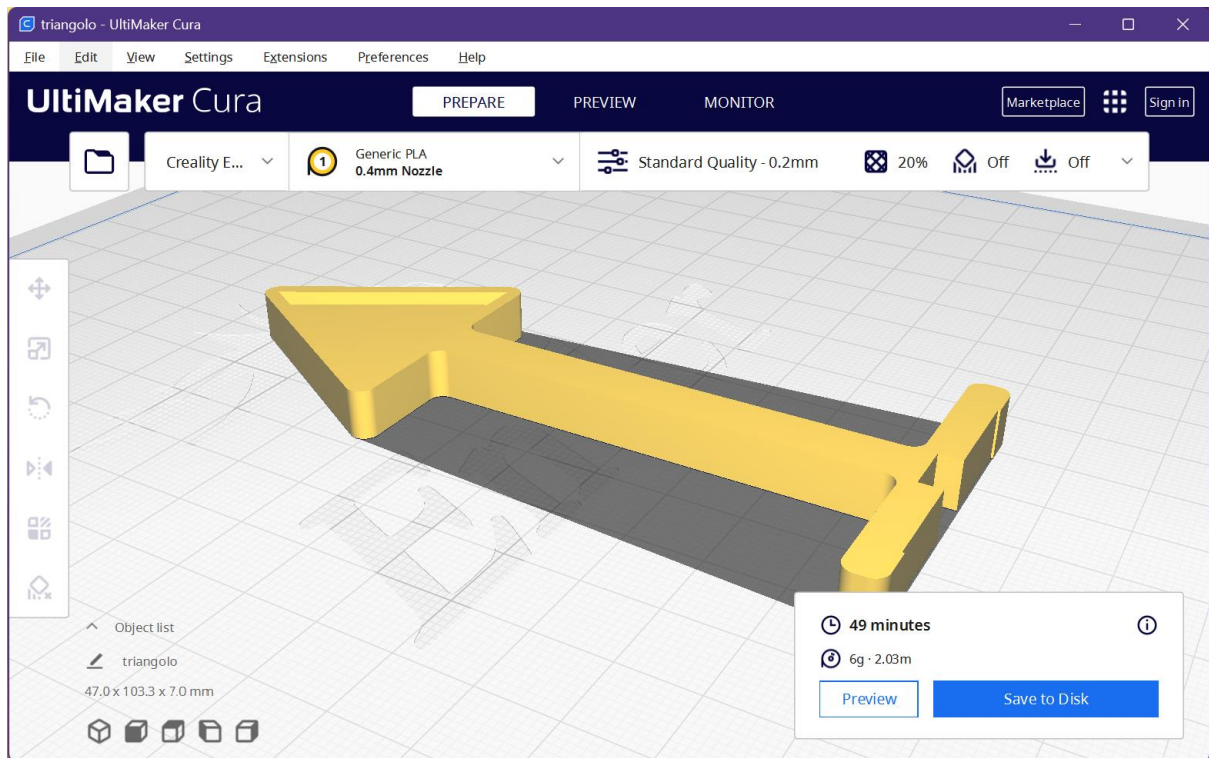 triangolo - UltiMaker Cura
File Edit View Settings Extensions Preferences Help
UltiMaker Cura PREPARE PREVIEW MONITOR Marketplace Sign in
Creality E... 1 Generic PLA 0.4mm Nozzle Standard Quality - 0.2mm 20% Off Off
49 minutes
6g · 2.03m
Preview Save to Disk
Object list
triangolo
47.0 x 103.3 x 7.0 mm